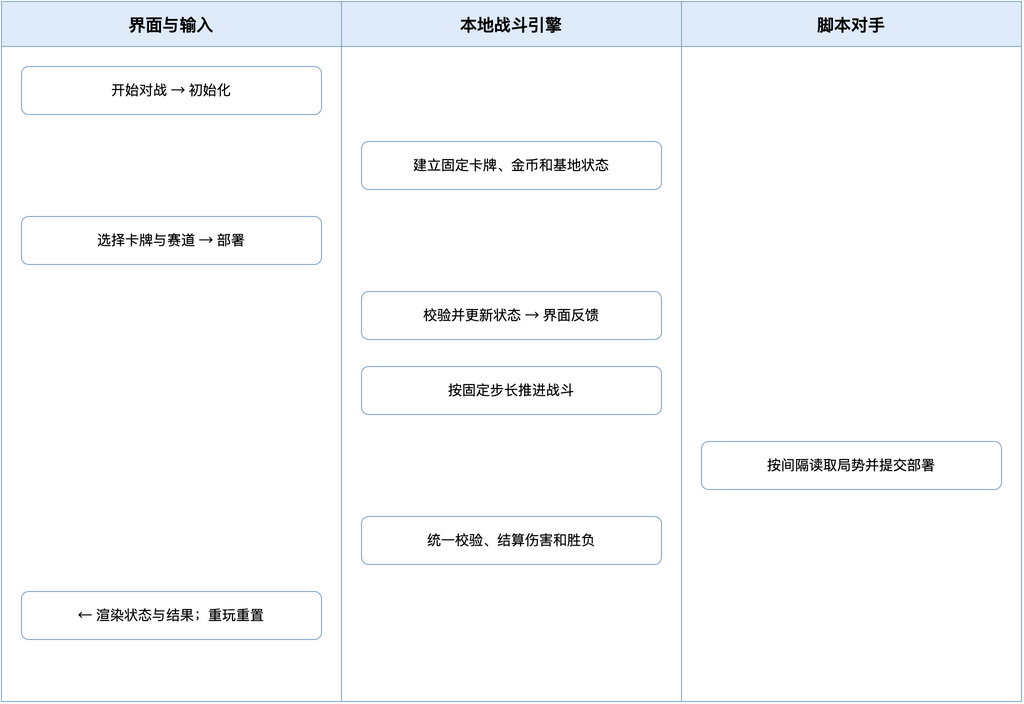 界面与输入
本地战斗引擎
脚本对手
开始对战 → 初始化
建立固定卡牌、金币和基地状态
选择卡牌与赛道 → 部署
校验并更新状态 → 界面反馈
按固定步长推进战斗
按间隔读取局势并提交部署
统一校验、结算伤害和胜负
← 渲染状态与结果；重玩重置